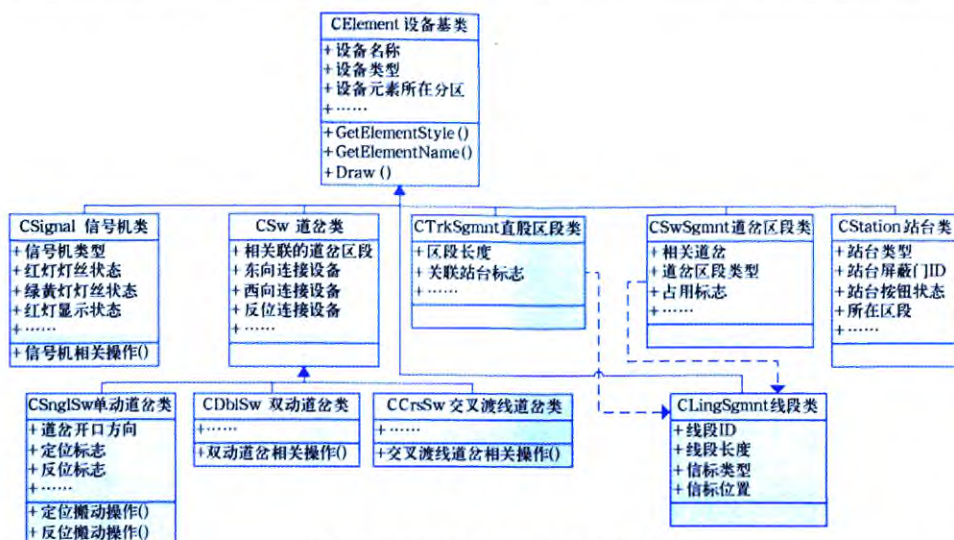 CElement 设备基类
+设备名称
+设备类型
+设备元素所在分区
+……
+GetElementStyle()
+GetElementName()
+Draw()
CSignal 信号机类
+信号机类型
+红灯灯丝状态
+绿黄灯灯丝状态
+红灯显示状态
+……
+信号机相关操作()
CSw 道岔类
+相关联的道岔区段
+东向连接设备
+西向连接设备
+反位连接设备
+……
CTrkSgmnt直股区段类
+区段长度
+关联站台标志
+……
CSwSgmnt道岔区段类
+相关道岔
+道岔区段类型
+占用标志
+……
CStation站台类
+站台类型
+站台屏蔽门ID
+站台按钮状态
+所在区段
+……
CSnglSw单动道岔类
+道岔开口方向
+定位标志
+反位标志
+……
+定位搬动操作()
+反位搬动操作()
CDblSw 双动道岔类
+……
+双动道岔相关操作()
CCrsSw 交叉渡线道岔类
+……
+交叉渡线道岔相关操作()
CLingSgmnt线段类
+线段ID
+线段长度
+信标类型
+信标位置